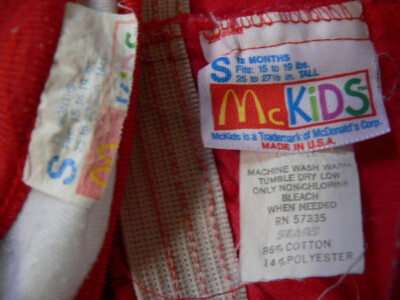 S 12 MONTHS
Fits: 15 to 19 lbs.
25 to 27½ in. TALL
McKiDS
McKids is a Trademark of McDonald's Corp.
MADE IN U.S.A.
MACHINE WASH WARM
TUMBLE DRY LOW
ONLY NON-CHLORINE
BLEACH
WHEN NEEDED
RN 57335
SEARS
86% COTTON
14% POLYESTER
S